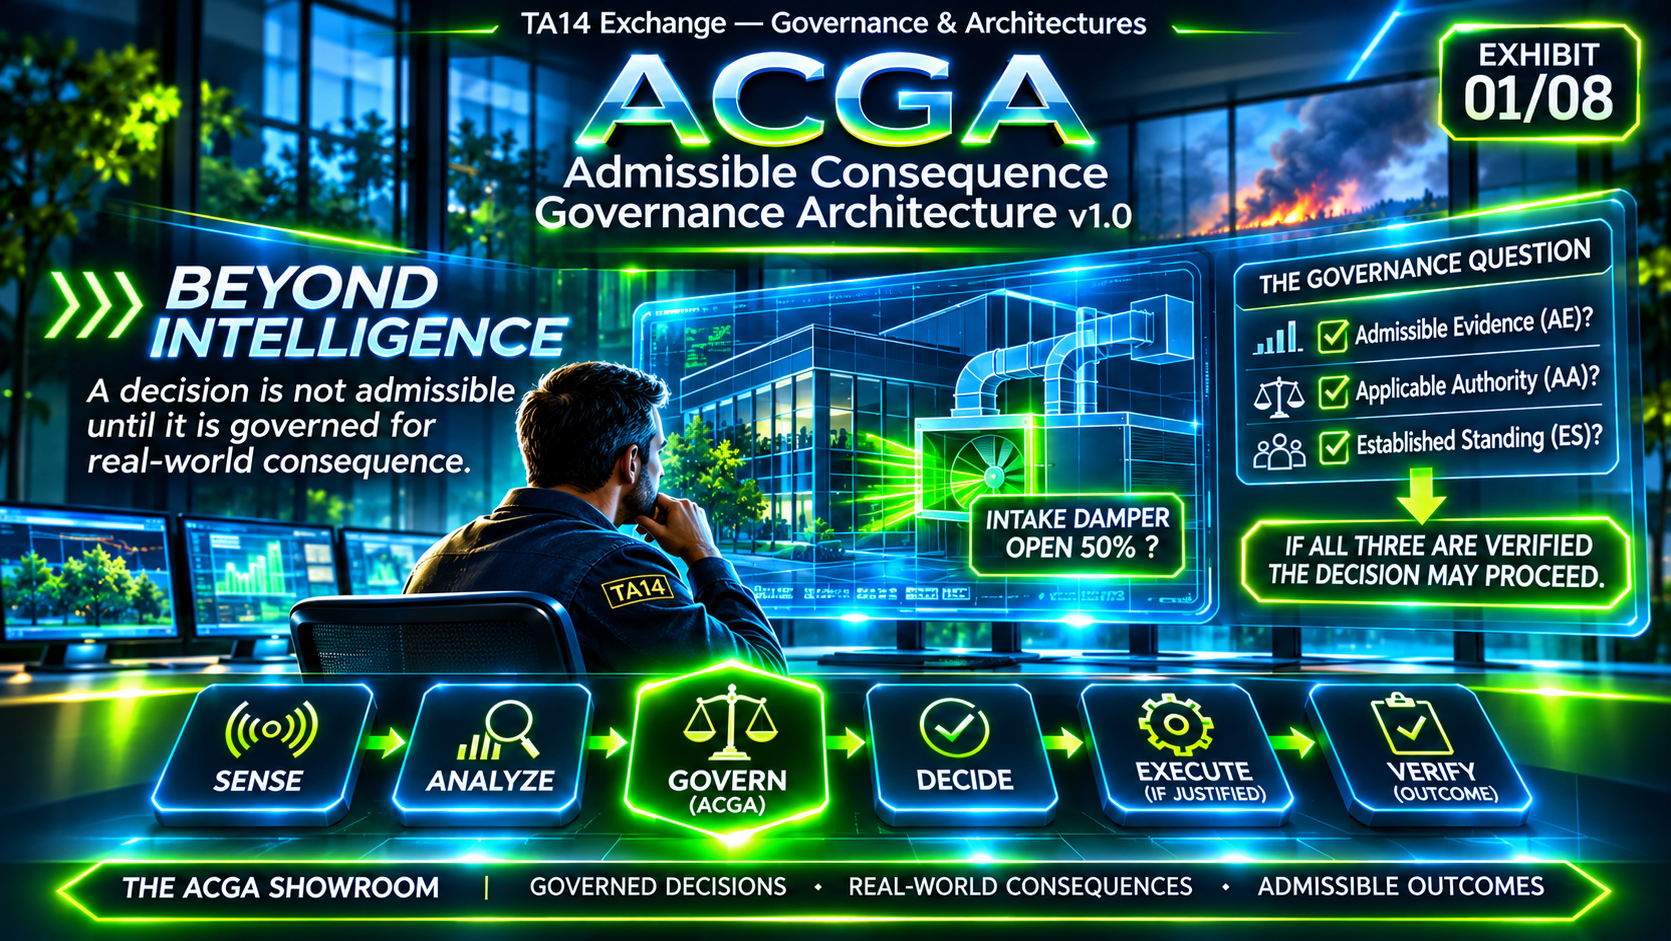 TA14 Exchange — Governance & Architectures
ACGA
Admissible Consequence
Governance Architecture v1.0
EXHIBIT
01/08
BEYOND
INTELLIGENCE
A decision is not admissible
until it is governed for
real-world consequence.
THE GOVERNANCE QUESTION
Admissible Evidence (AE)?
Applicable Authority (AA)?
Established Standing (ES)?
IF ALL THREE ARE VERIFIED
THE DECISION MAY PROCEED.
INTAKE DAMPER
OPEN 50% ?
TA14
SENSE
ANALYZE
GOVERN
(ACGA)
DECIDE
EXECUTE
(IF JUSTIFIED)
VERIFY
(OUTCOME)
THE ACGA SHOWROOM | GOVERNED DECISIONS • REAL-WORLD CONSEQUENCES • ADMISSIBLE OUTCOMES